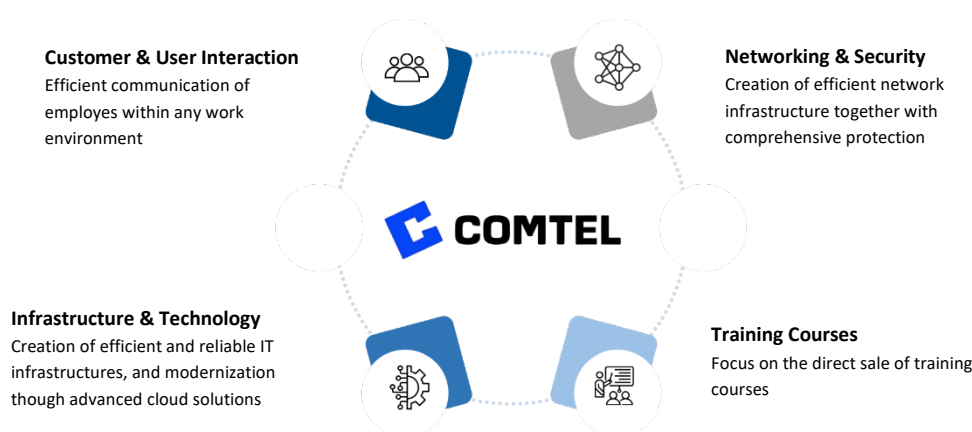 Customer & User Interaction
Efficient communication of
employes within any work
environment
Networking & Security
Creation of efficient network
infrastructure together with
comprehensive protection
COMTEL
Infrastructure & Technology
Creation of efficient and reliable IT
infrastructures, and modernization
though advanced cloud solutions
Training Courses
Focus on the direct sale of training
courses